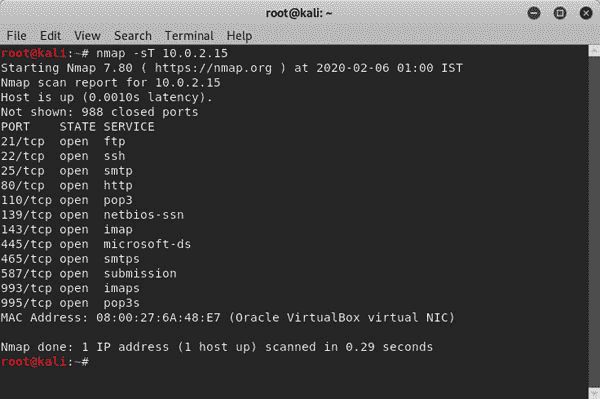 root@kali: ~
File Edit View Search Terminal Help
root@kali:~# nmap -sT 10.0.2.15
Starting Nmap 7.80 ( https://nmap.org ) at 2020-02-06 01:00 IST
Nmap scan report for 10.0.2.15
Host is up (0.0010s latency).
Not shown: 988 closed ports
PORT    STATE SERVICE
21/tcp  open  ftp
22/tcp  open  ssh
25/tcp  open  smtp
80/tcp  open  http
110/tcp open  pop3
139/tcp open  netbios-ssn
143/tcp open  imap
445/tcp open  microsoft-ds
465/tcp open  smtps
587/tcp open  submission
993/tcp open  imaps
995/tcp open  pop3s
MAC Address: 08:00:27:6A:48:E7 (Oracle VirtualBox virtual NIC)
Nmap done: 1 IP address (1 host up) scanned in 0.29 seconds
root@kali:~#